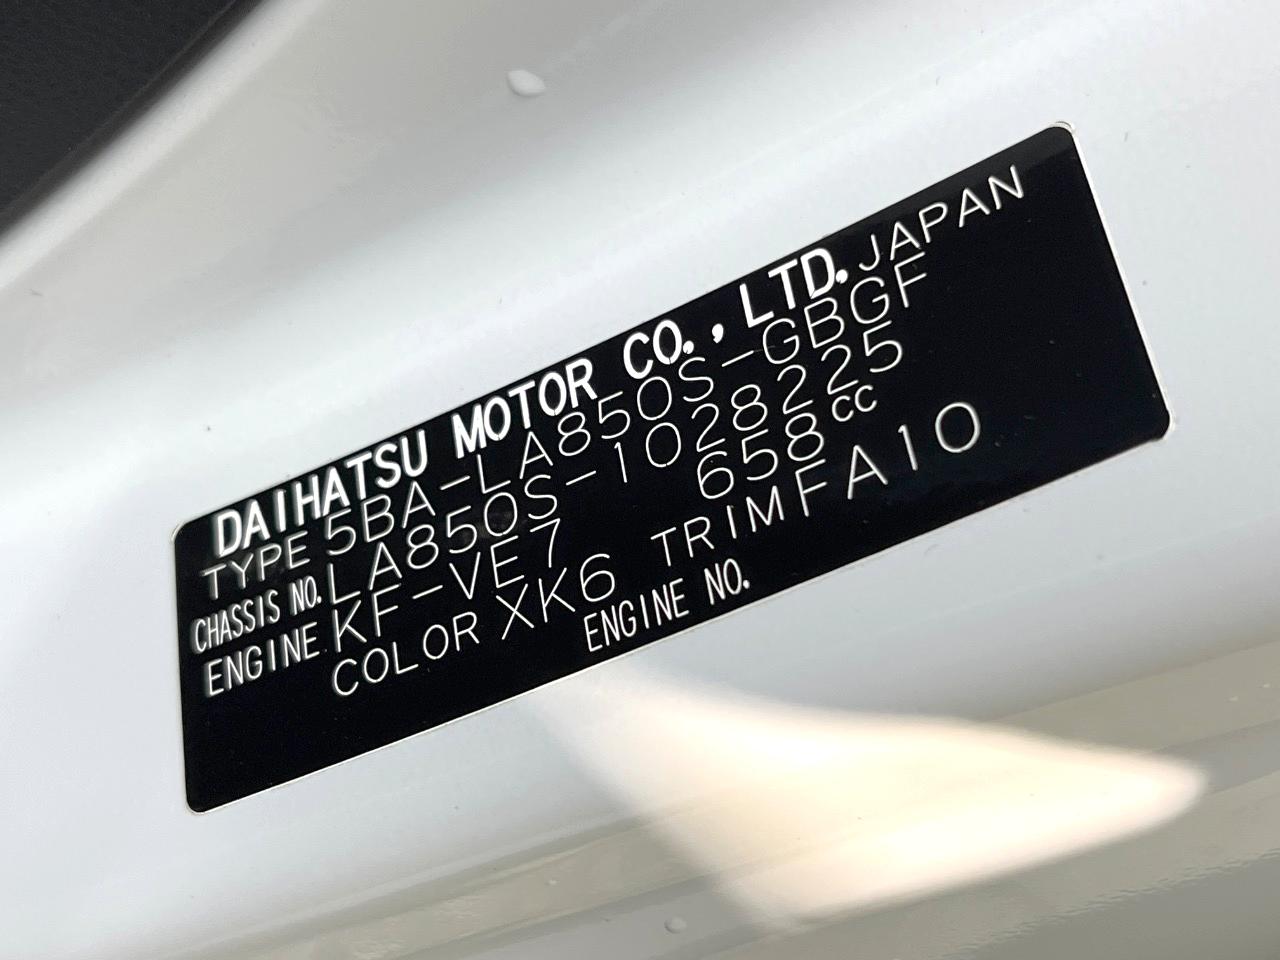 DAIHATSU MOTOR CO., LTD. JAPAN
TYPE 5BA-LA850S-GBGF
CHASSIS NO. LA850S-1028225
ENGINE KF-VE7 658cc
COLOR XK6 TRIM FA10
ENGINE NO.